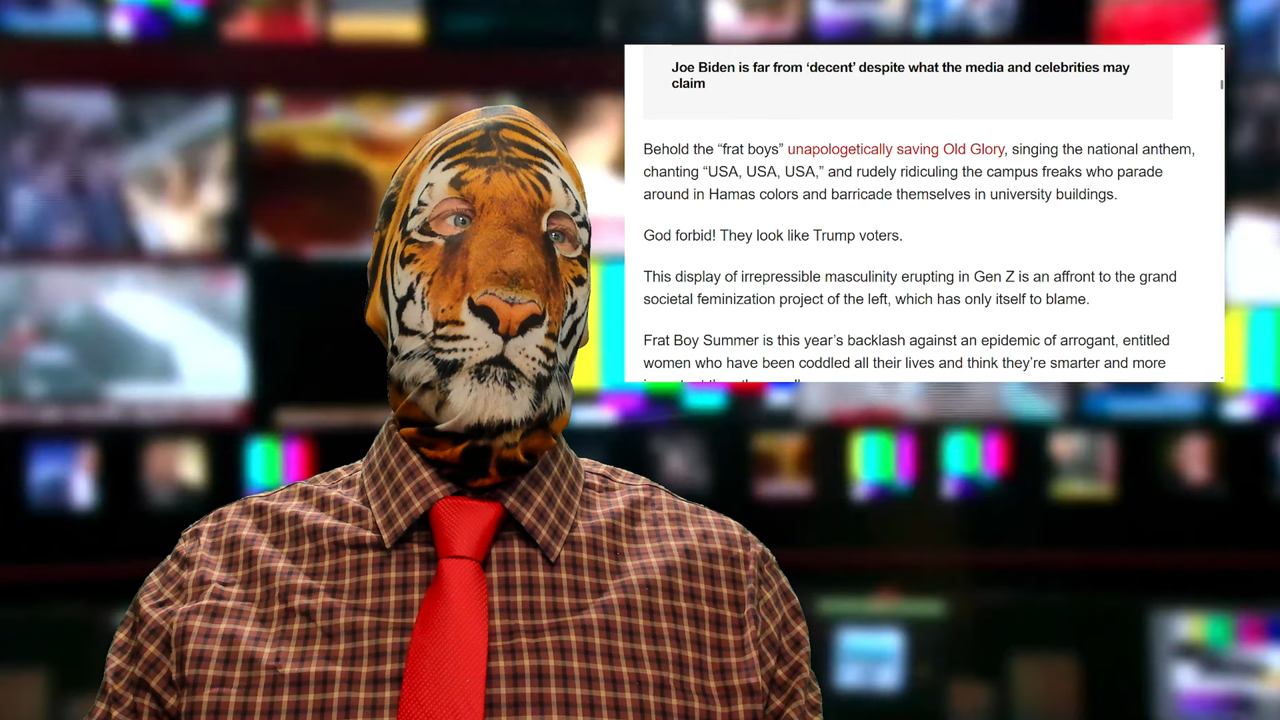 Joe Biden is far from ‘decent’ despite what the media and celebrities may
claim
Behold the “frat boys” unapologetically saving Old Glory, singing the national anthem,
chanting “USA, USA, USA,” and rudely ridiculing the campus freaks who parade
around in Hamas colors and barricade themselves in university buildings.
God forbid! They look like Trump voters.
This display of irrepressible masculinity erupting in Gen Z is an affront to the grand
societal feminization project of the left, which has only itself to blame.
Frat Boy Summer is this year’s backlash against an epidemic of arrogant, entitled
women who have been coddled all their lives and think they’re smarter and more